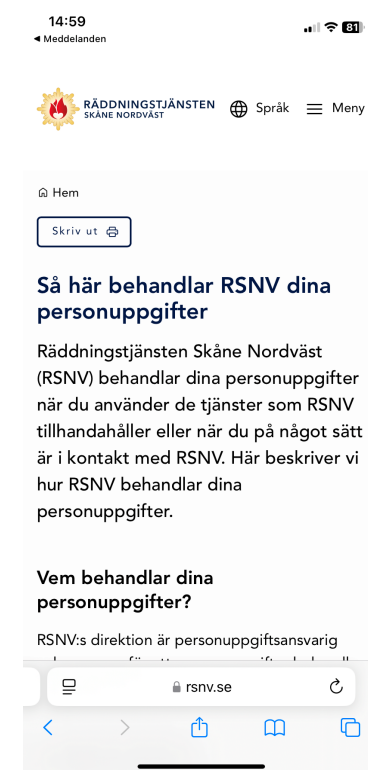 14:59
81
◀ Meddelanden
RÄDDNINGSTJÄNSTEN
SKÅNE NORDVÄST
Språk
Meny
Hem
Skriv ut
Så här behandlar RSNV dina
personuppgifter
Räddningstjänsten Skåne Nordväst
(RSNV) behandlar dina personuppgifter
när du använder de tjänster som RSNV
tillhandahåller eller när du på något sätt
är i kontakt med RSNV. Här beskriver vi
hur RSNV behandlar dina
personuppgifter.
Vem behandlar dina
personuppgifter?
RSNV:s direktion är personuppgiftsansvarig
rsnv.se